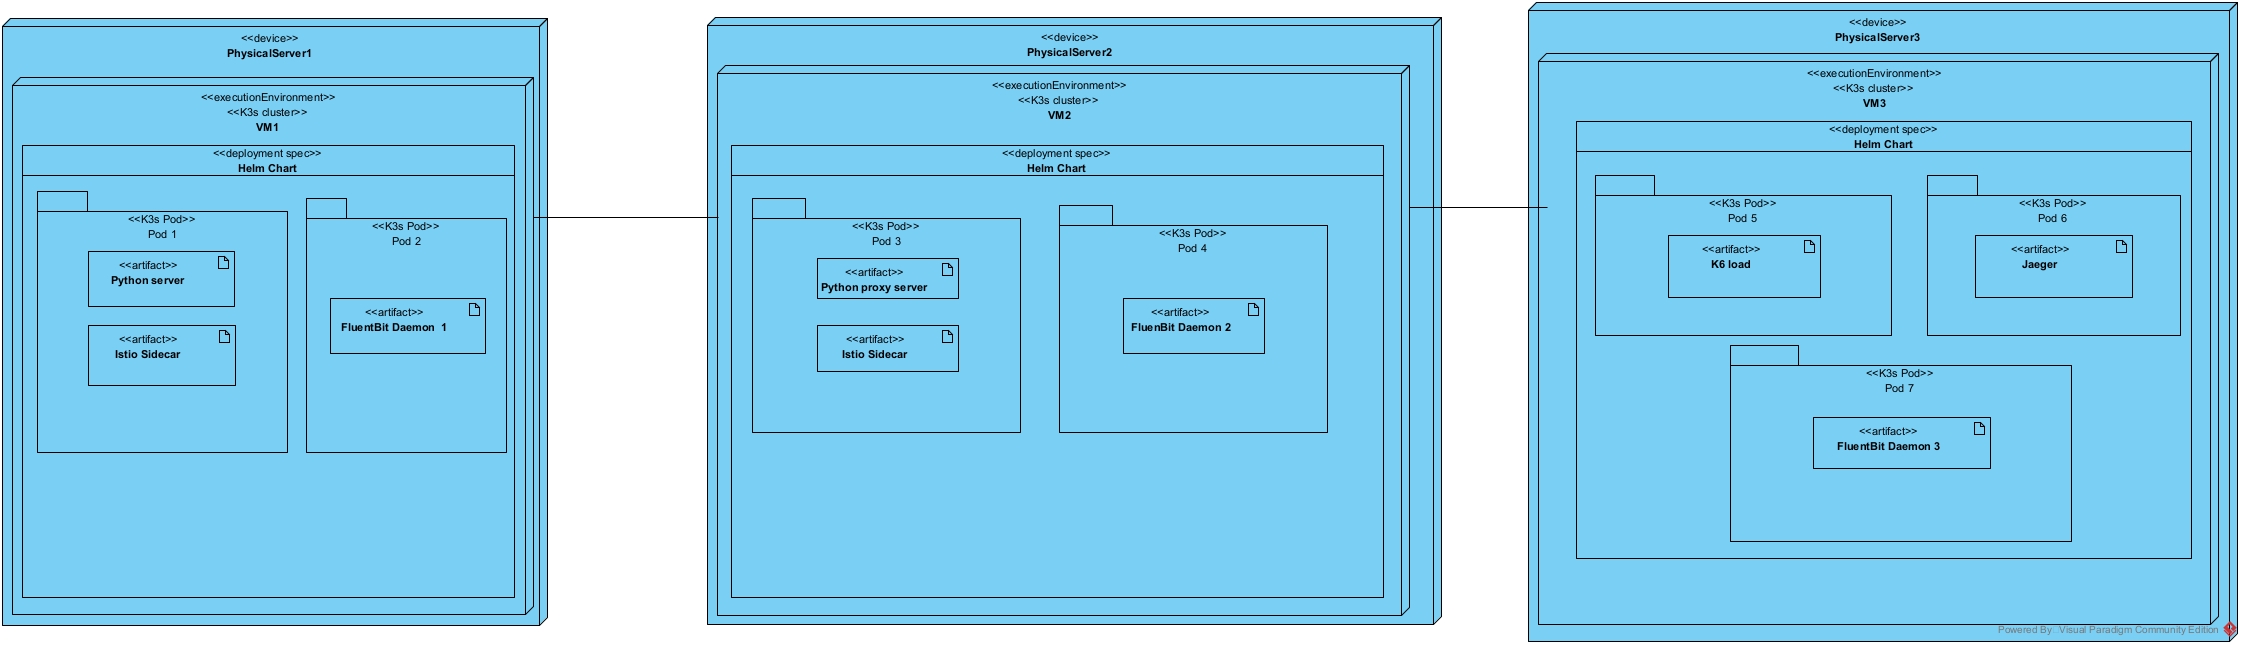 <<device>>
PhysicalServer1
<<executionEnvironment>>
<<K3s cluster>>
VM1
<<deployment spec>>
Helm Chart
<<K3s Pod>>
Pod 1
<<artifact>>
Python server
<<artifact>>
Istio Sidecar
<<K3s Pod>>
Pod 2
<<artifact>>
FluentBit Daemon 1
<<device>>
PhysicalServer2
<<executionEnvironment>>
<<K3s cluster>>
VM2
<<deployment spec>>
Helm Chart
<<K3s Pod>>
Pod 3
<<artifact>>
Python proxy server
<<artifact>>
Istio Sidecar
<<K3s Pod>>
Pod 4
<<artifact>>
FluenBit Daemon 2
<<device>>
PhysicalServer3
<<executionEnvironment>>
<<K3s cluster>>
VM3
<<deployment spec>>
Helm Chart
<<K3s Pod>>
Pod 5
<<artifact>>
K6 load
<<K3s Pod>>
Pod 6
<<artifact>>
Jaeger
<<K3s Pod>>
Pod 7
<<artifact>>
FluentBit Daemon 3
Powered By: Visual Paradigm Community Edition